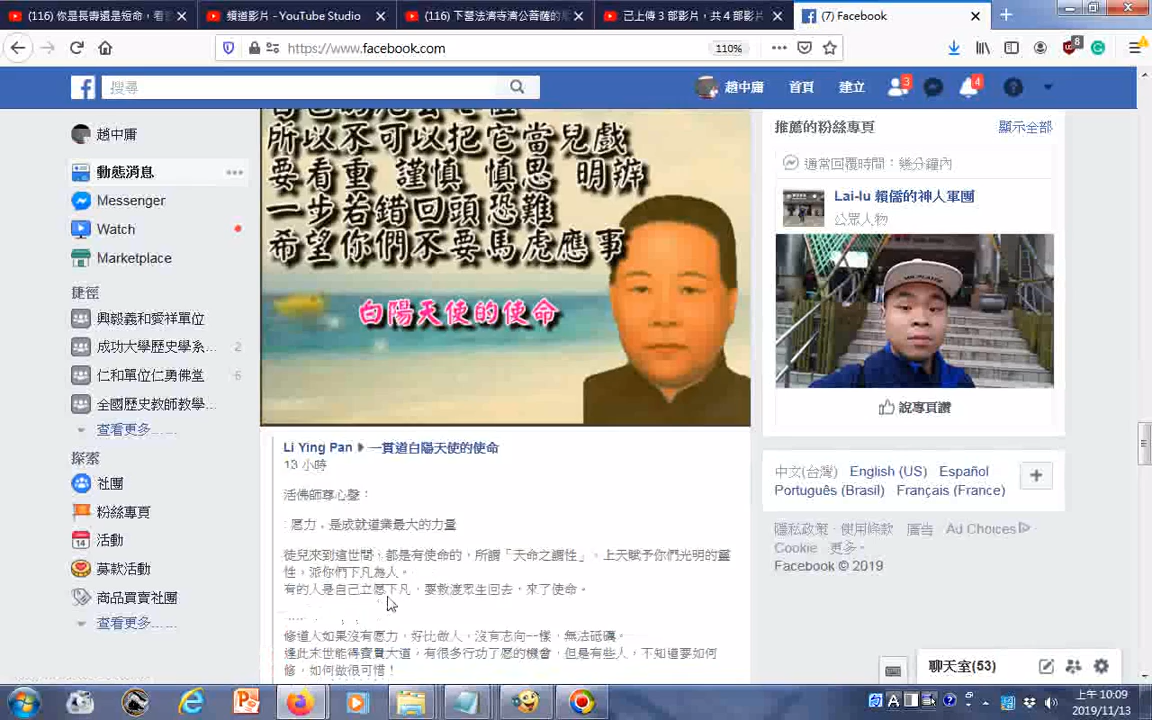 (116) 你是長壽還是短命，看
頻道影片 - YouTube Studio
(116) 下營法濟寺濟公菩薩的
已上傳 3 部影片，共 4 部影片
(7) Facebook
https://www.facebook.com
110%
搜尋
趙中庸
首頁
建立
3
4
8
趙中庸
動態消息
Messenger
Watch
Marketplace
捷徑
興毅義和愛祥單位
成功大學歷史學系... 2
仁和單位仁勇佛堂 6
全國歷史教師教學...
查看更多……
探索
社團
粉絲專頁
活動
募款活動
商品買賣社團
查看更多……
所以不可以把它當兒戲
要看重 謹慎 慎思 明辨
一步若錯回頭恐難
希望你們不要馬虎應事
白陽天使的使命
Li Ying Pan ▶ 一貫道白陽天使的使命
13 小時
活佛師尊心聲：
愿力，是成就道業最大的力量
徒兒來到這世間，都是有使命的，所謂「天命之謂性」，上天賦予你們光明的靈
性，派你們下凡為人。
有的人是自己立愿下凡，要救渡眾生回去，來了使命。
修道人如果沒有愿力，好比做人，沒有志向一樣，無法砥礪。
逢此末世能得寶貴大道，有很多行功了愿的機會，但是有些人，不知道要如何
修，如何做很可惜！
推薦的粉絲專頁
顯示全部
通常回覆時間：幾分鐘內
Lai-lu 賴儒的神人軍團
公眾人物
說專頁讚
中文(台灣) English (US) Español
Português (Brasil) Français (France)
隱私政策 · 使用條款 · 廣告 · Ad Choices
Cookie · 更多
Facebook © 2019
聊天室(53)
上午 10:09
2019/11/13